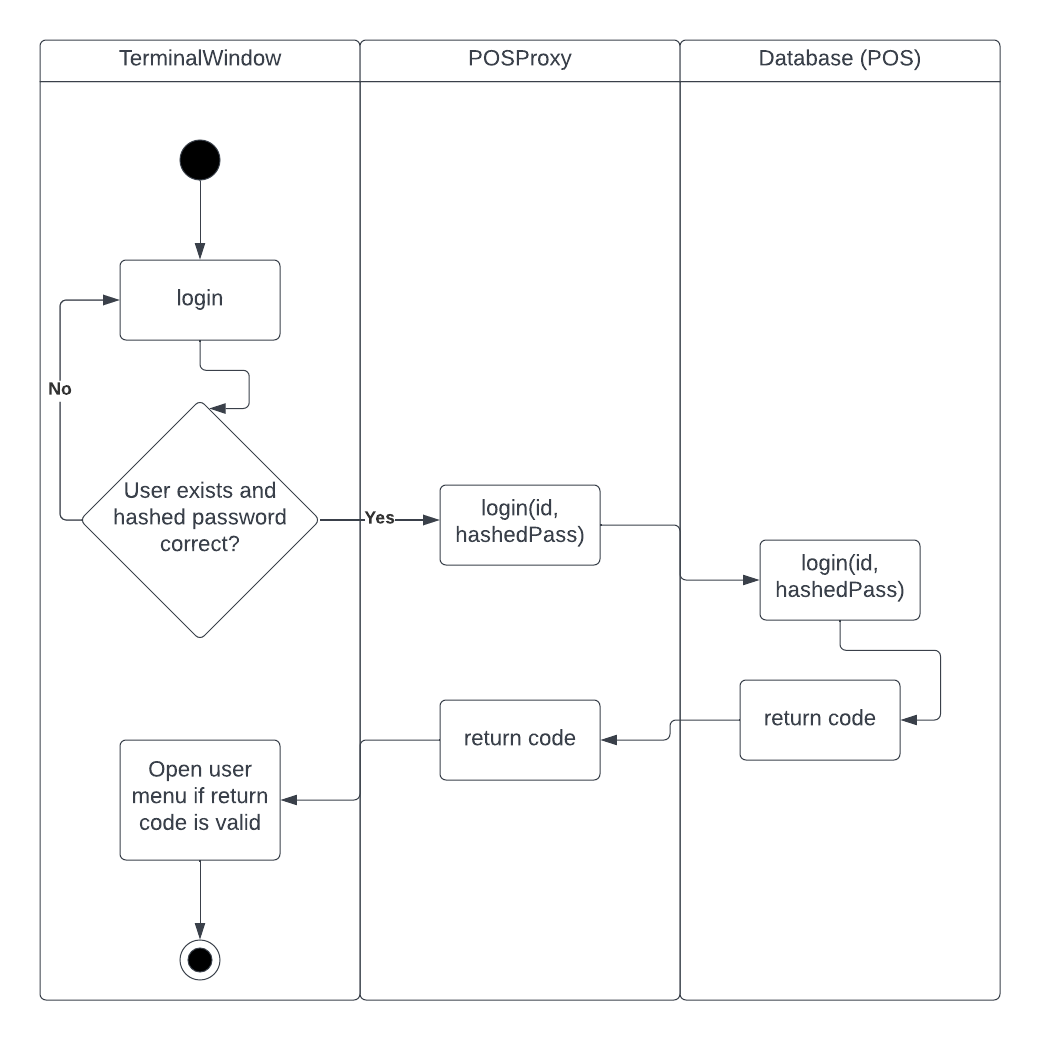 TerminalWindow
POSProxy
Database (POS)
login
No
User exists and
hashed password
correct?
Yes
login(id,
hashedPass)
login(id,
hashedPass)
return code
return code
Open user
menu if return
code is valid